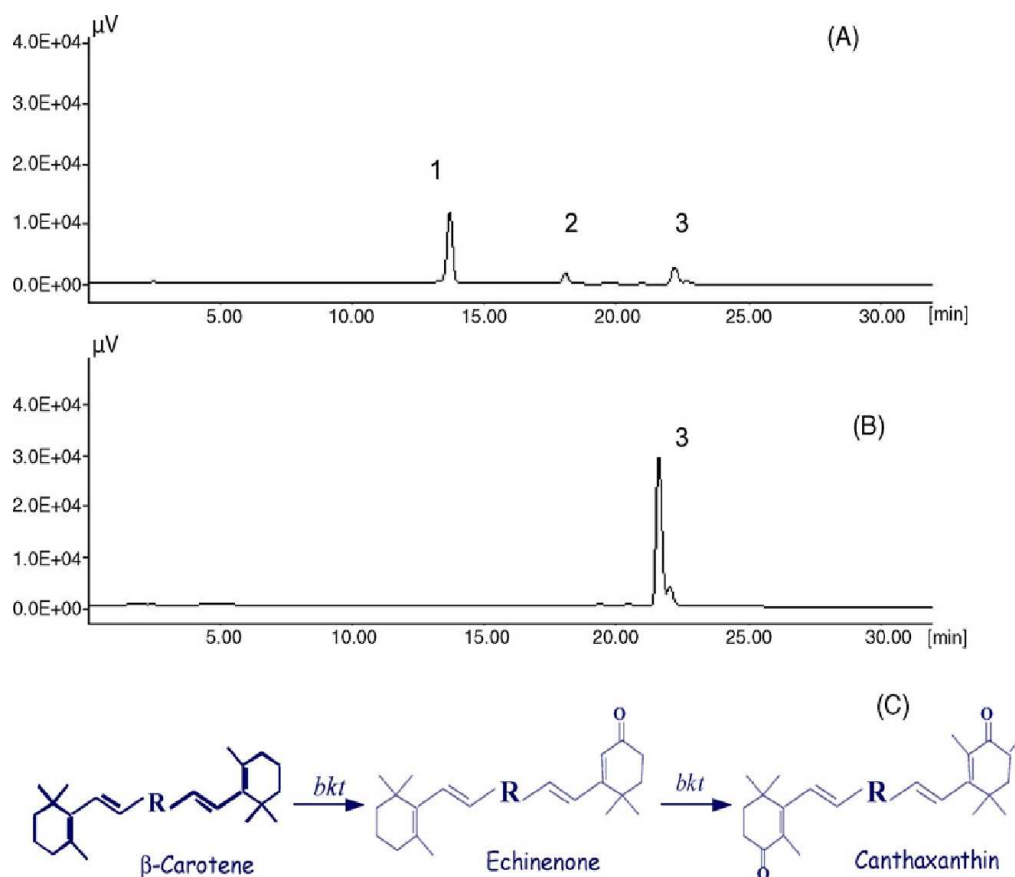 μV
(A)
4.0E+04
3.0E+04
2.0E+04
1.0E+04
0.0E+00
1
2
3
5.00 10.00 15.00 20.00 25.00 30.00 [min]
μV
(B)
4.0E+04
3.0E+04
2.0E+04
1.0E+04
0.0E+00
3
5.00 10.00 15.00 20.00 25.00 30.00 [min]
(C)
O O
R bkt R bkt R
O
β-Carotene Echinenone Canthaxanthin